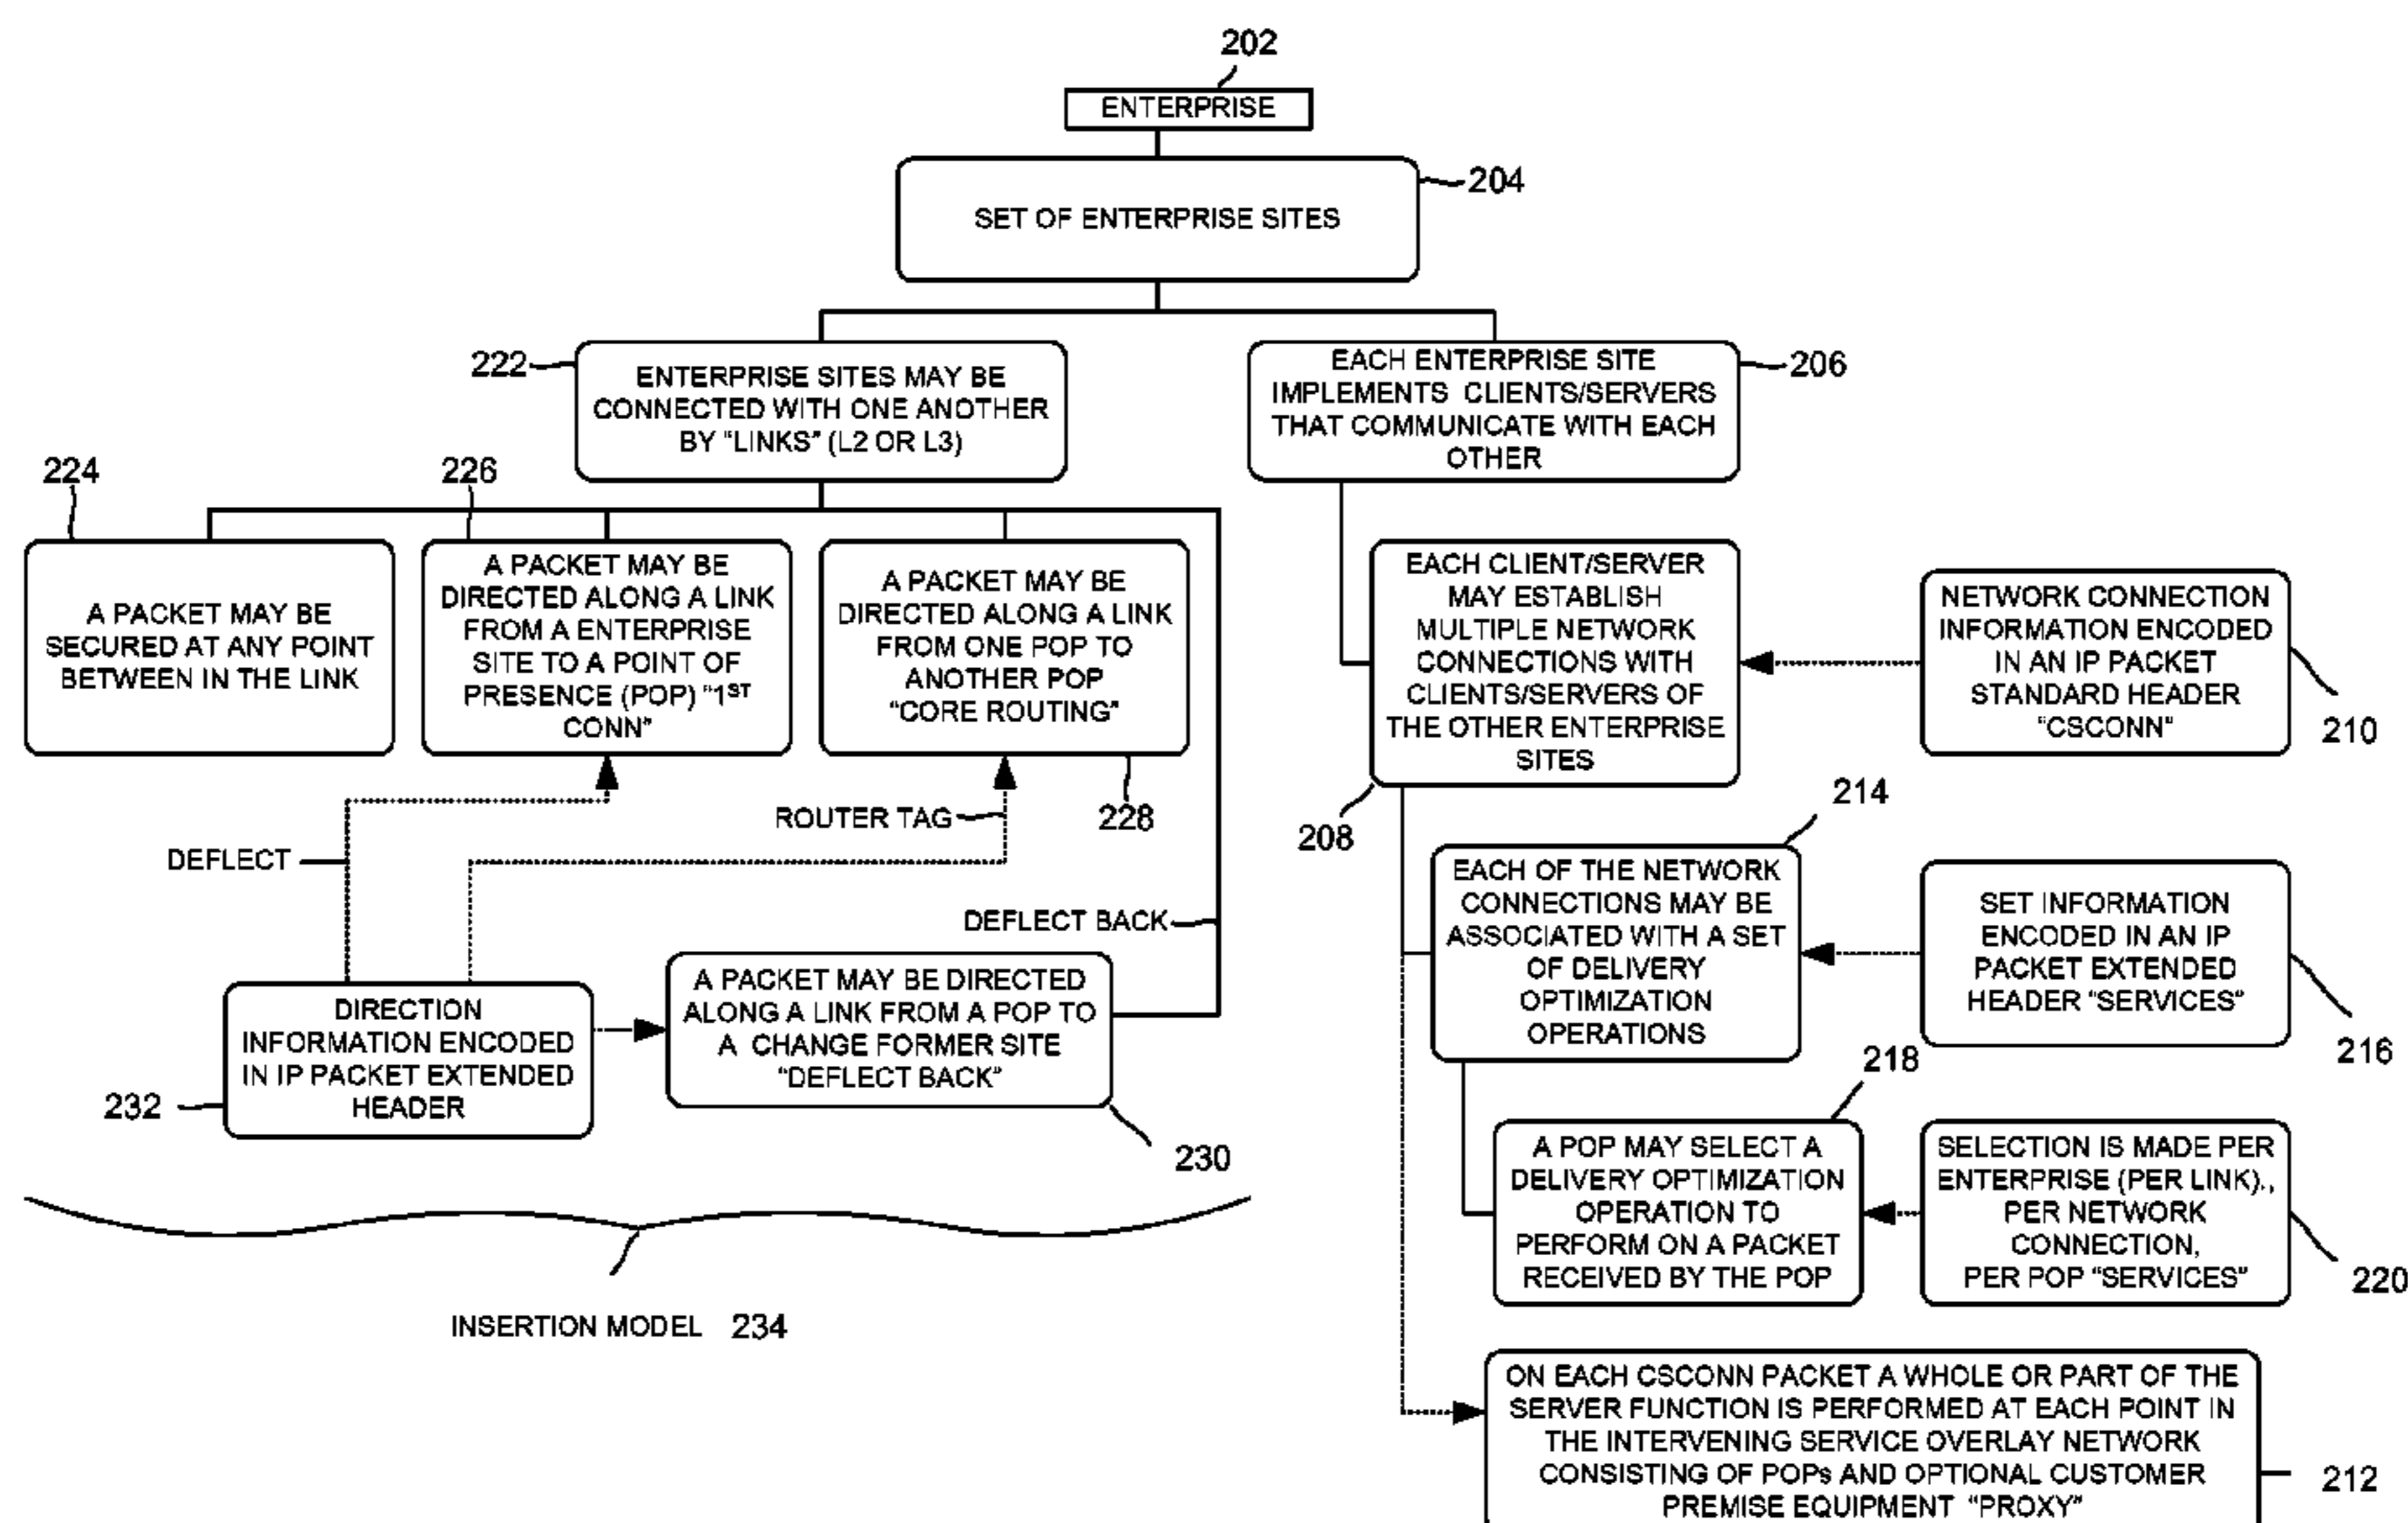 202
ENTERPRISE
204
SET OF ENTERPRISE SITES
222
ENTERPRISE SITES MAY BE
CONNECTED WITH ONE ANOTHER
BY "LINKS" (L2 OR L3)
206
EACH ENTERPRISE SITE
IMPLEMENTS CLIENTS/SERVERS
THAT COMMUNICATE WITH EACH
OTHER
224
A PACKET MAY BE
SECURED AT ANY POINT
BETWEEN IN THE LINK
226
A PACKET MAY BE
DIRECTED ALONG A LINK
FROM A ENTERPRISE
SITE TO A POINT OF
PRESENCE (POP) "1ST
CONN"
A PACKET MAY BE
DIRECTED ALONG A LINK
FROM ONE POP TO
ANOTHER POP
"CORE ROUTING"
228
EACH CLIENT/SERVER
MAY ESTABLISH
MULTIPLE NETWORK
CONNECTIONS WITH
CLIENTS/SERVERS OF
THE OTHER ENTERPRISE
SITES
208
NETWORK CONNECTION
INFORMATION ENCODED
IN AN IP PACKET
STANDARD HEADER
"CSCONN"
210
ROUTER TAG
DEFLECT
DEFLECT BACK
214
EACH OF THE NETWORK
CONNECTIONS MAY BE
ASSOCIATED WITH A SET
OF DELIVERY
OPTIMIZATION
OPERATIONS
SET INFORMATION
ENCODED IN AN IP
PACKET EXTENDED
HEADER "SERVICES"
216
DIRECTION
INFORMATION ENCODED
IN IP PACKET EXTENDED
HEADER
232
A PACKET MAY BE DIRECTED
ALONG A LINK FROM A POP TO
A CHANGE FORMER SITE
"DEFLECT BACK"
230
218
A POP MAY SELECT A
DELIVERY OPTIMIZATION
OPERATION TO
PERFORM ON A PACKET
RECEIVED BY THE POP
SELECTION IS MADE PER
ENTERPRISE (PER LINK).,
PER NETWORK
CONNECTION,
PER POP "SERVICES"
220
INSERTION MODEL 234
ON EACH CSCONN PACKET A WHOLE OR PART OF THE
SERVER FUNCTION IS PERFORMED AT EACH POINT IN
THE INTERVENING SERVICE OVERLAY NETWORK
CONSISTING OF POPs AND OPTIONAL CUSTOMER
PREMISE EQUIPMENT "PROXY"
212